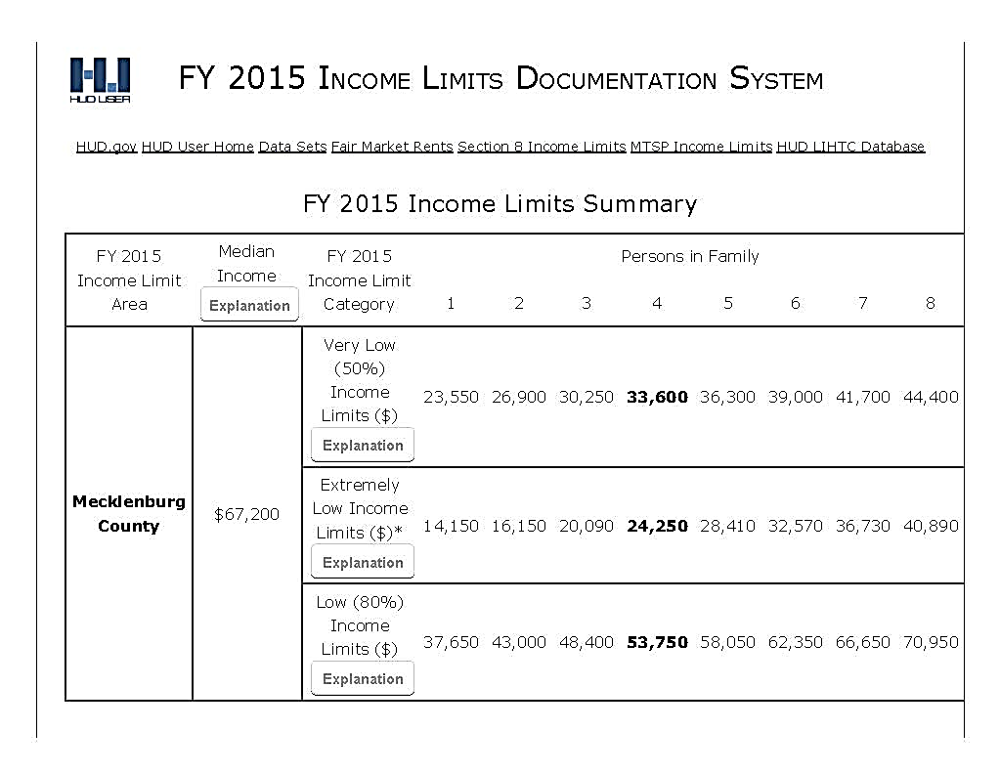 HUD USER
FY 2015 INCOME LIMITS DOCUMENTATION SYSTEM
HUD.gov HUD User Home Data Sets Fair Market Rents Section 8 Income Limits MTSP Income Limits HUD LIHTC Database
FY 2015 Income Limits Summary
FY 2015
Income Limit
Area
Median
Income
Explanation
FY 2015
Income Limit
Category
Persons in Family
1 2 3 4 5 6 7 8
Mecklenburg
County
$67,200
Very Low
(50%)
Income
Limits ($)
Explanation
23,550 26,900 30,250 33,600 36,300 39,000 41,700 44,400
Extremely
Low Income
Limits ($)*
Explanation
14,150 16,150 20,090 24,250 28,410 32,570 36,730 40,890
Low (80%)
Income
Limits ($)
Explanation
37,650 43,000 48,400 53,750 58,050 62,350 66,650 70,950